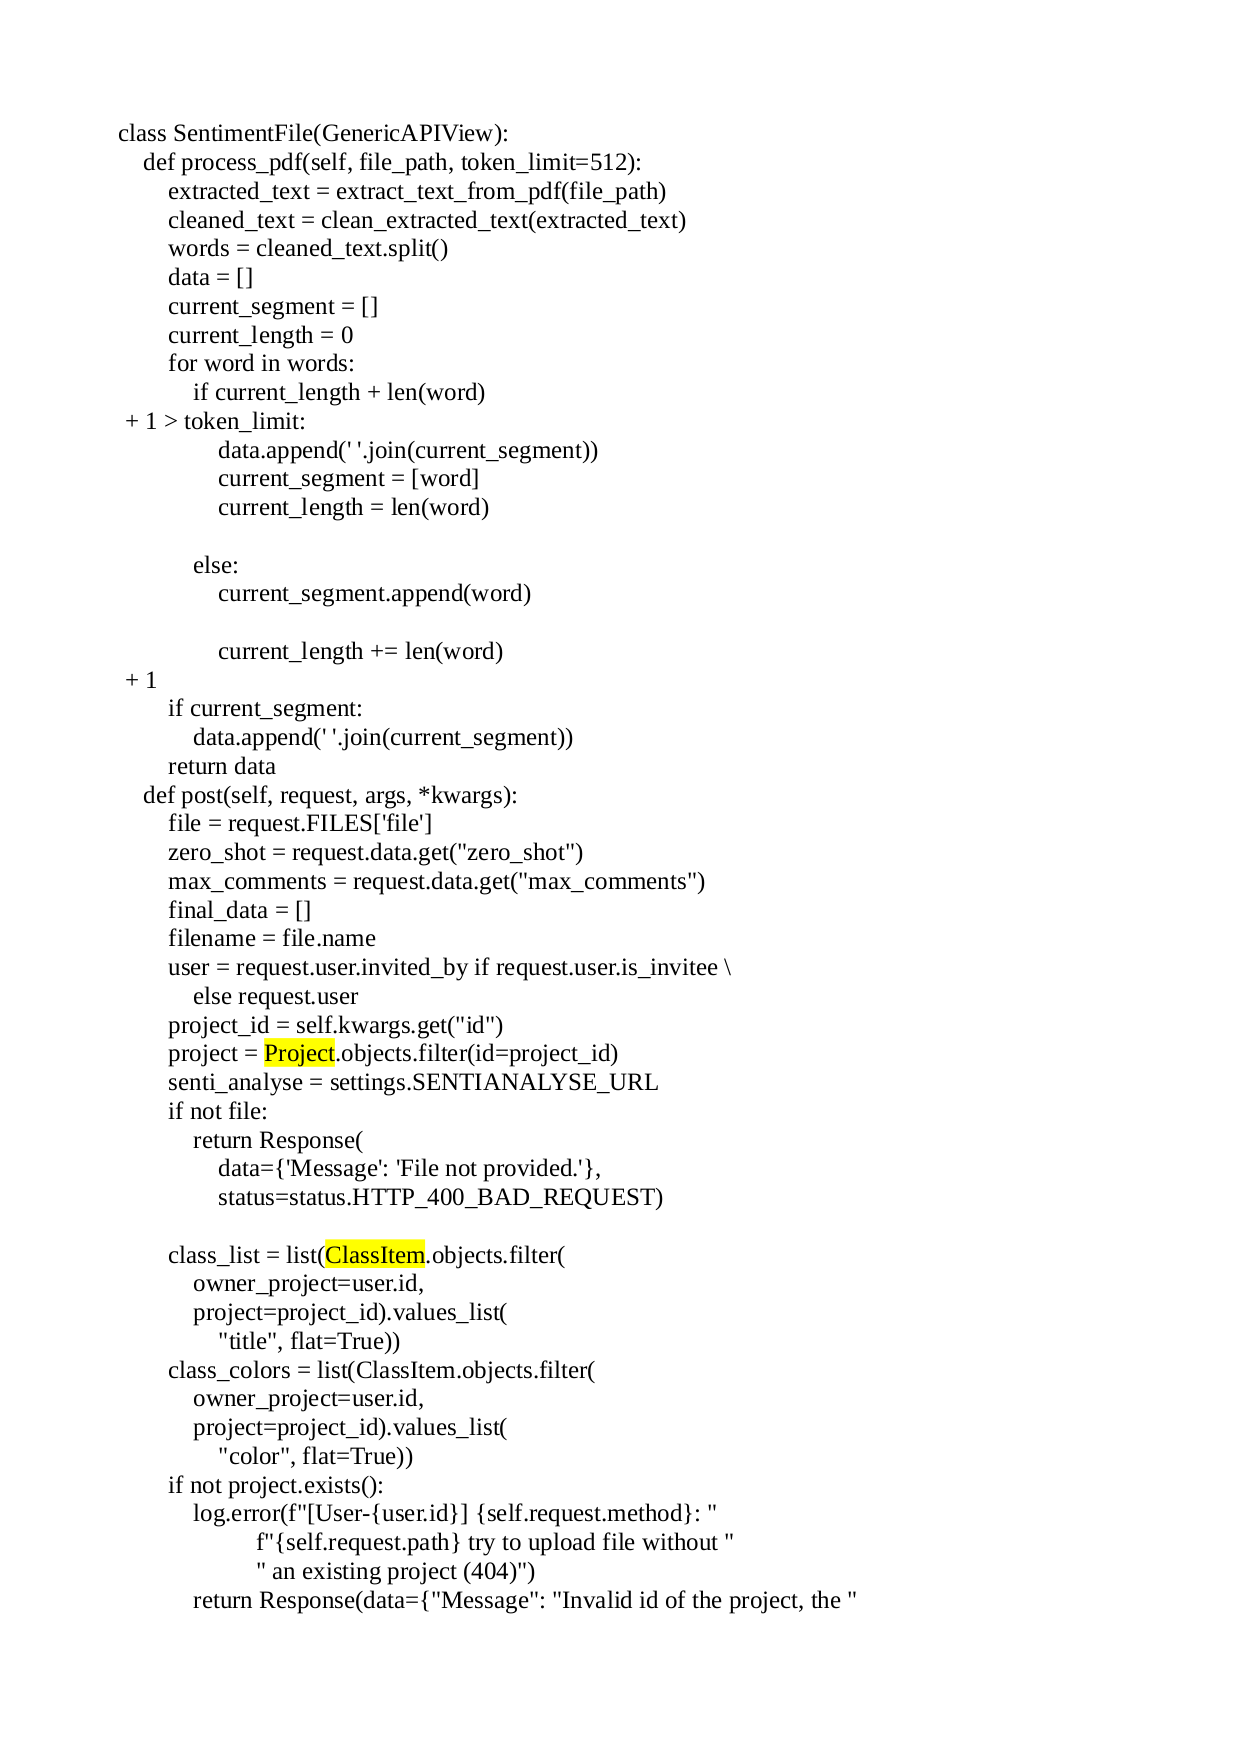 class SentimentFile(GenericAPIView):
    def process_pdf(self, file_path, token_limit=512):
        extracted_text = extract_text_from_pdf(file_path)
        cleaned_text = clean_extracted_text(extracted_text)
        words = cleaned_text.split()
        data = []
        current_segment = []
        current_length = 0
        for word in words:
            if current_length + len(word)
 + 1 > token_limit:
                data.append(' '.join(current_segment))
                current_segment = [word]
                current_length = len(word)

            else:
                current_segment.append(word)

                current_length += len(word)
 + 1
        if current_segment:
            data.append(' '.join(current_segment))
        return data
    def post(self, request, args, *kwargs):
        file = request.FILES['file']
        zero_shot = request.data.get("zero_shot")
        max_comments = request.data.get("max_comments")
        final_data = []
        filename = file.name
        user = request.user.invited_by if request.user.is_invitee \
            else request.user
        project_id = self.kwargs.get("id")
        project = Project.objects.filter(id=project_id)
        senti_analyse = settings.SENTIANALYSE_URL
        if not file:
            return Response(
                data={'Message': 'File not provided.'},
                status=status.HTTP_400_BAD_REQUEST)

        class_list = list(ClassItem.objects.filter(
            owner_project=user.id,
            project=project_id).values_list(
                "title", flat=True))
        class_colors = list(ClassItem.objects.filter(
            owner_project=user.id,
            project=project_id).values_list(
                "color", flat=True))
        if not project.exists():
            log.error(f"[User-{user.id}] {self.request.method}: "
                      f"{self.request.path} try to upload file without "
                      " an existing project (404)")
            return Response(data={"Message": "Invalid id of the project, the "